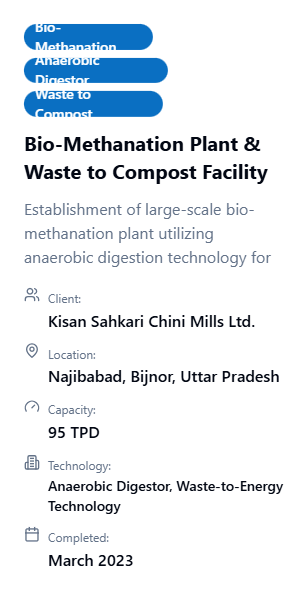 Bio-
Methanation
Anaerobic
Digestor
Waste to
Compost
Bio-Methanation Plant &
Waste to Compost Facility
Establishment of large-scale bio-
methanation plant utilizing
anaerobic digestion technology for
Client:
Kisan Sahkari Chini Mills Ltd.
Location:
Najibabad, Bijnor, Uttar Pradesh
Capacity:
95 TPD
Technology:
Anaerobic Digestor, Waste-to-Energy
Technology
Completed:
March 2023